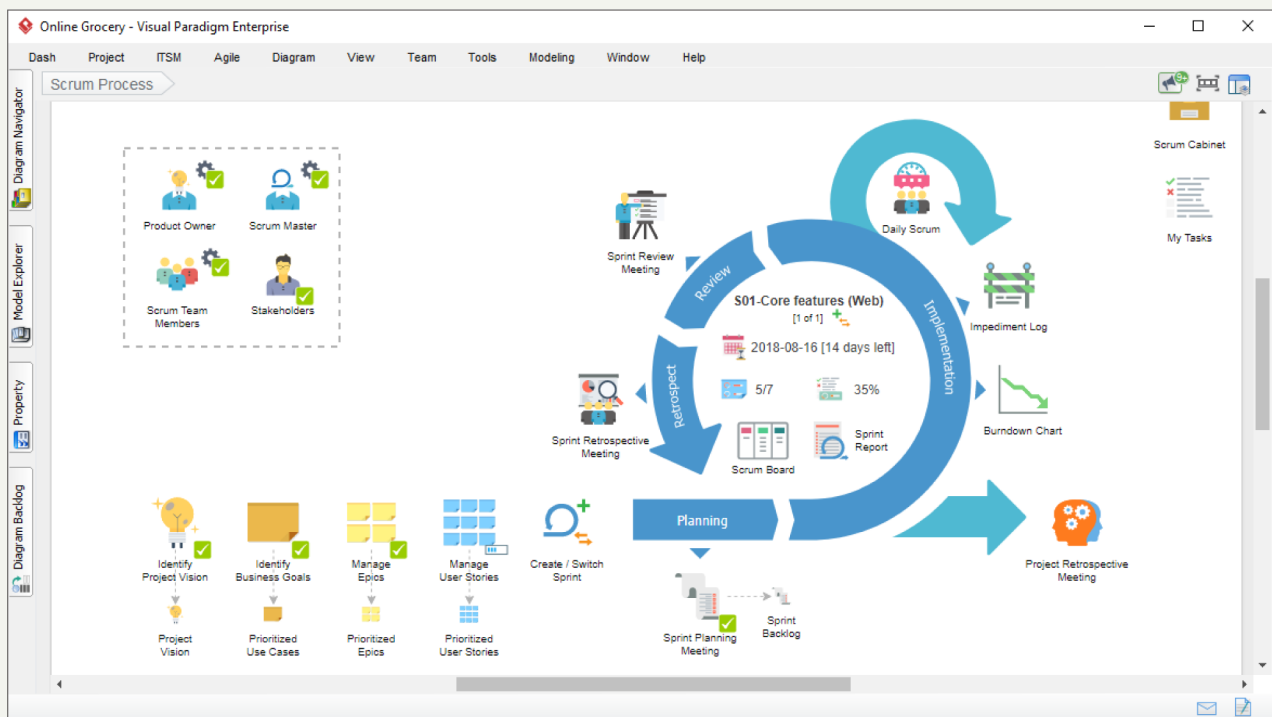 Online Grocery - Visual Paradigm Enterprise
Dash Project ITSM Agile Diagram View Team Tools Modeling Window Help
Scrum Process
9+
Diagram Navigator
Model Explorer
Property
Diagram Backlog
Product Owner
Scrum Master
Scrum Team
Members
Stakeholders
Sprint Review
Meeting
Daily Scrum
Scrum Cabinet
My Tasks
Review
Implementation
Retrospect
S01-Core features (Web)
[1 of 1]
2018-08-16 [14 days left]
5/7
35%
Scrum Board
Sprint
Report
Impediment Log
Burndown Chart
Sprint Retrospective
Meeting
Planning
Identify
Project Vision
Identify
Business Goals
Manage
Epics
Manage
User Stories
Create / Switch
Sprint
Project Retrospective
Meeting
Project
Vision
Prioritized
Use Cases
Prioritized
Epics
Prioritized
User Stories
Sprint Planning
Meeting
Sprint
Backlog